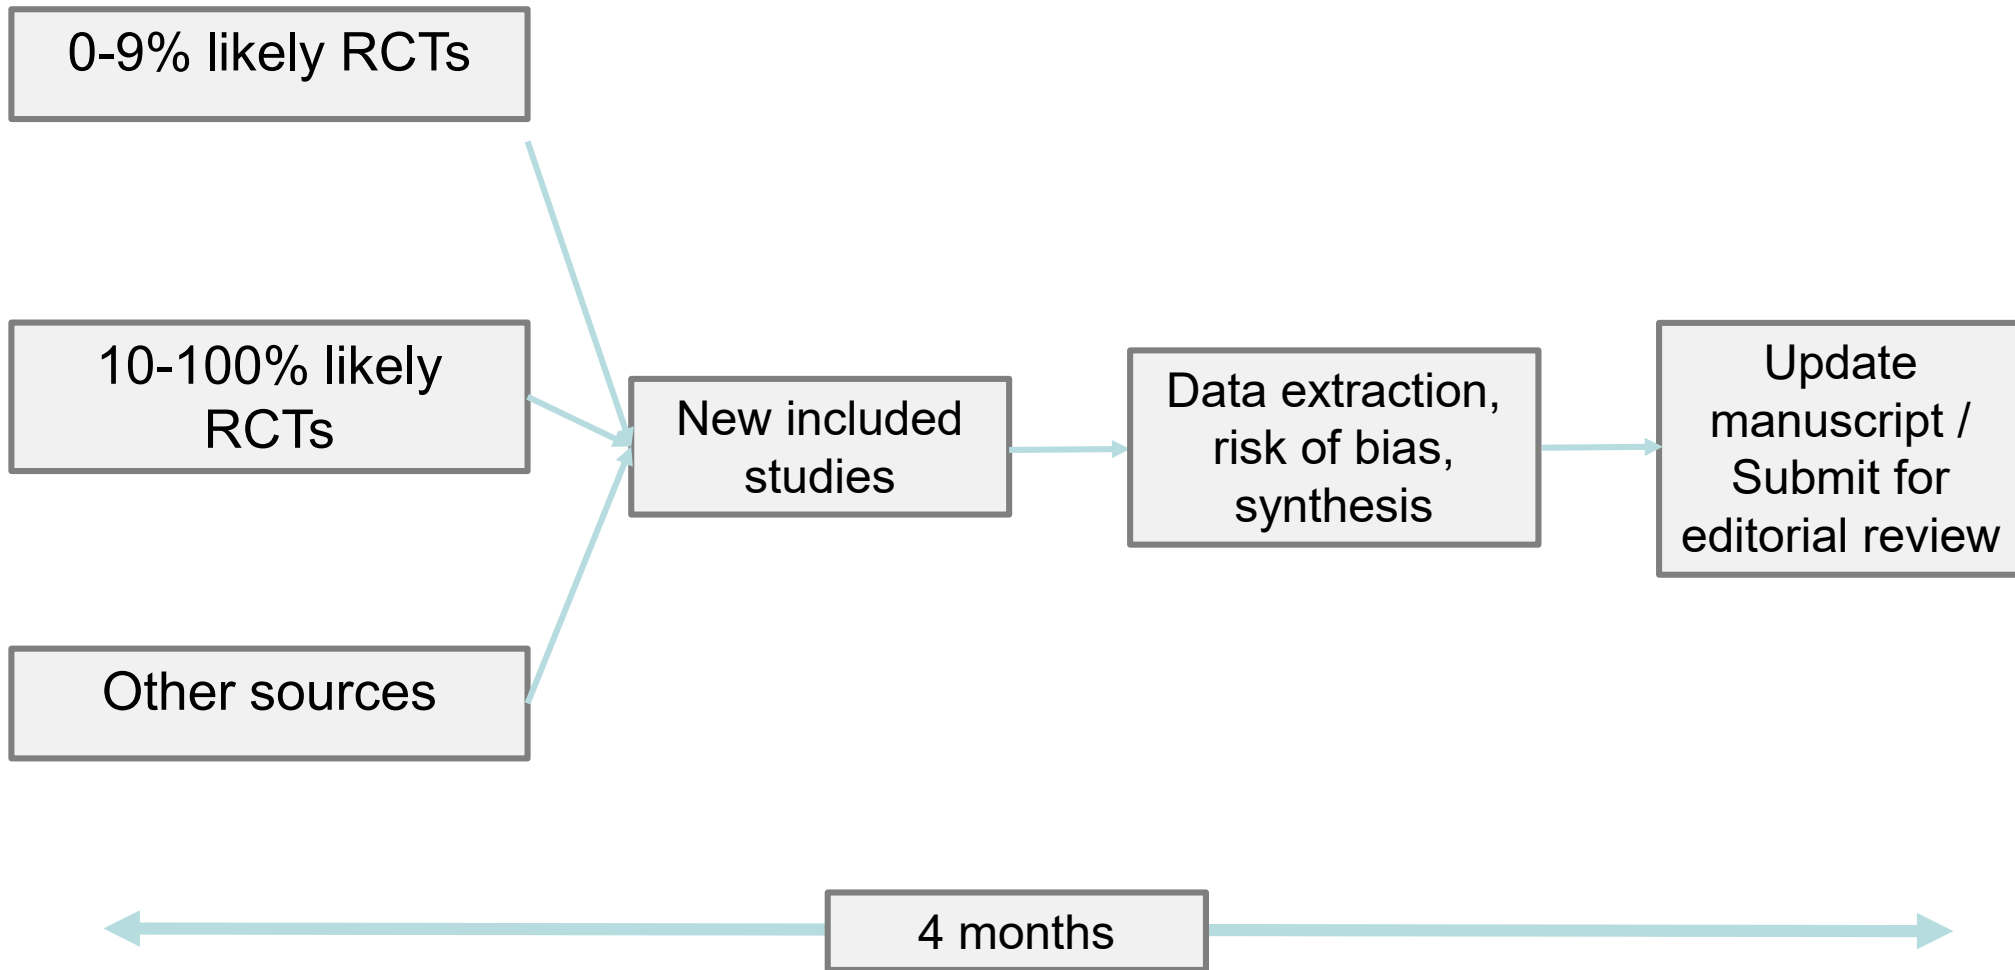 0-9% likely RCTs
10-100% likely
RCTs
Other sources
New included
studies
Data extraction,
risk of bias,
synthesis
Update
manuscript /
Submit for
editorial review
4 months